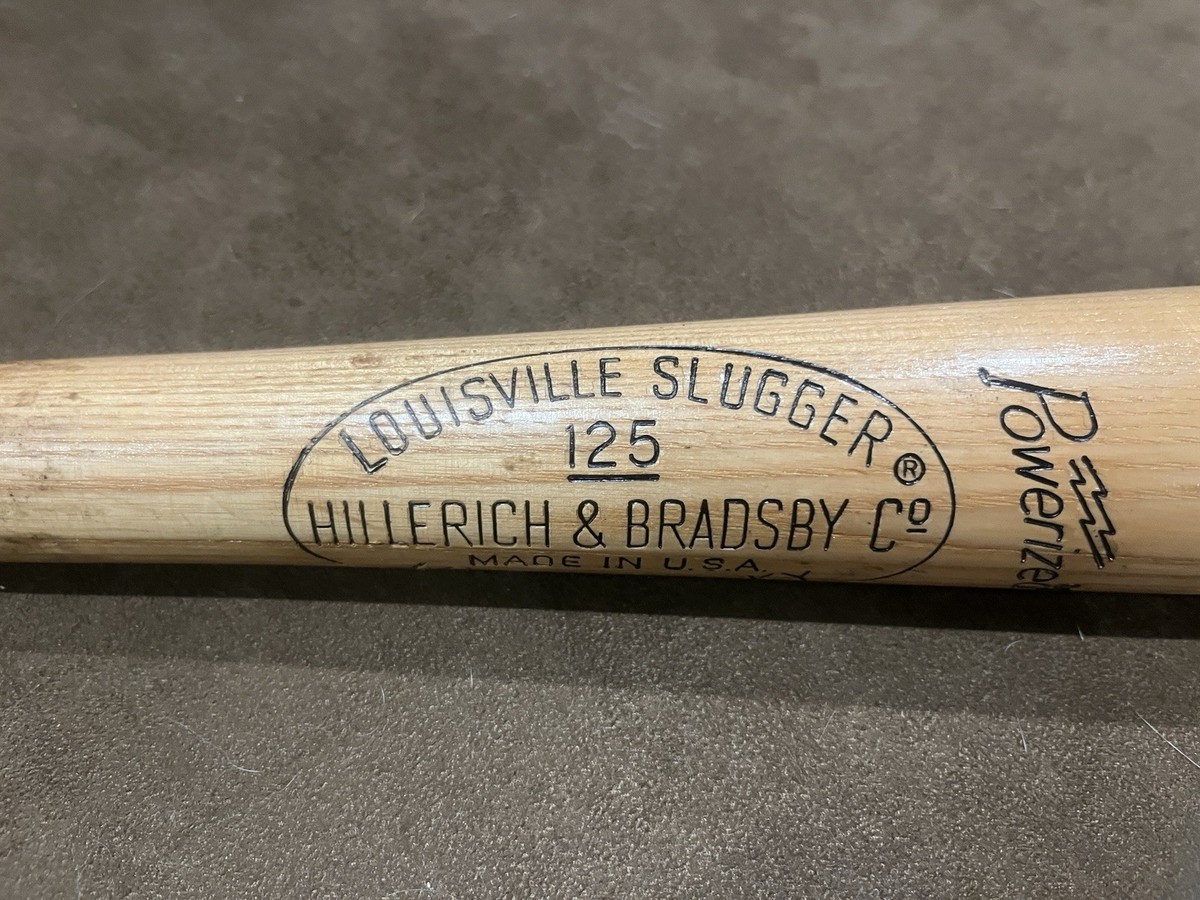 LOUISVILLE SLUGGER®
125
HILLERICH & BRADSBY Cº
MADE IN U.S.A.
Powerized